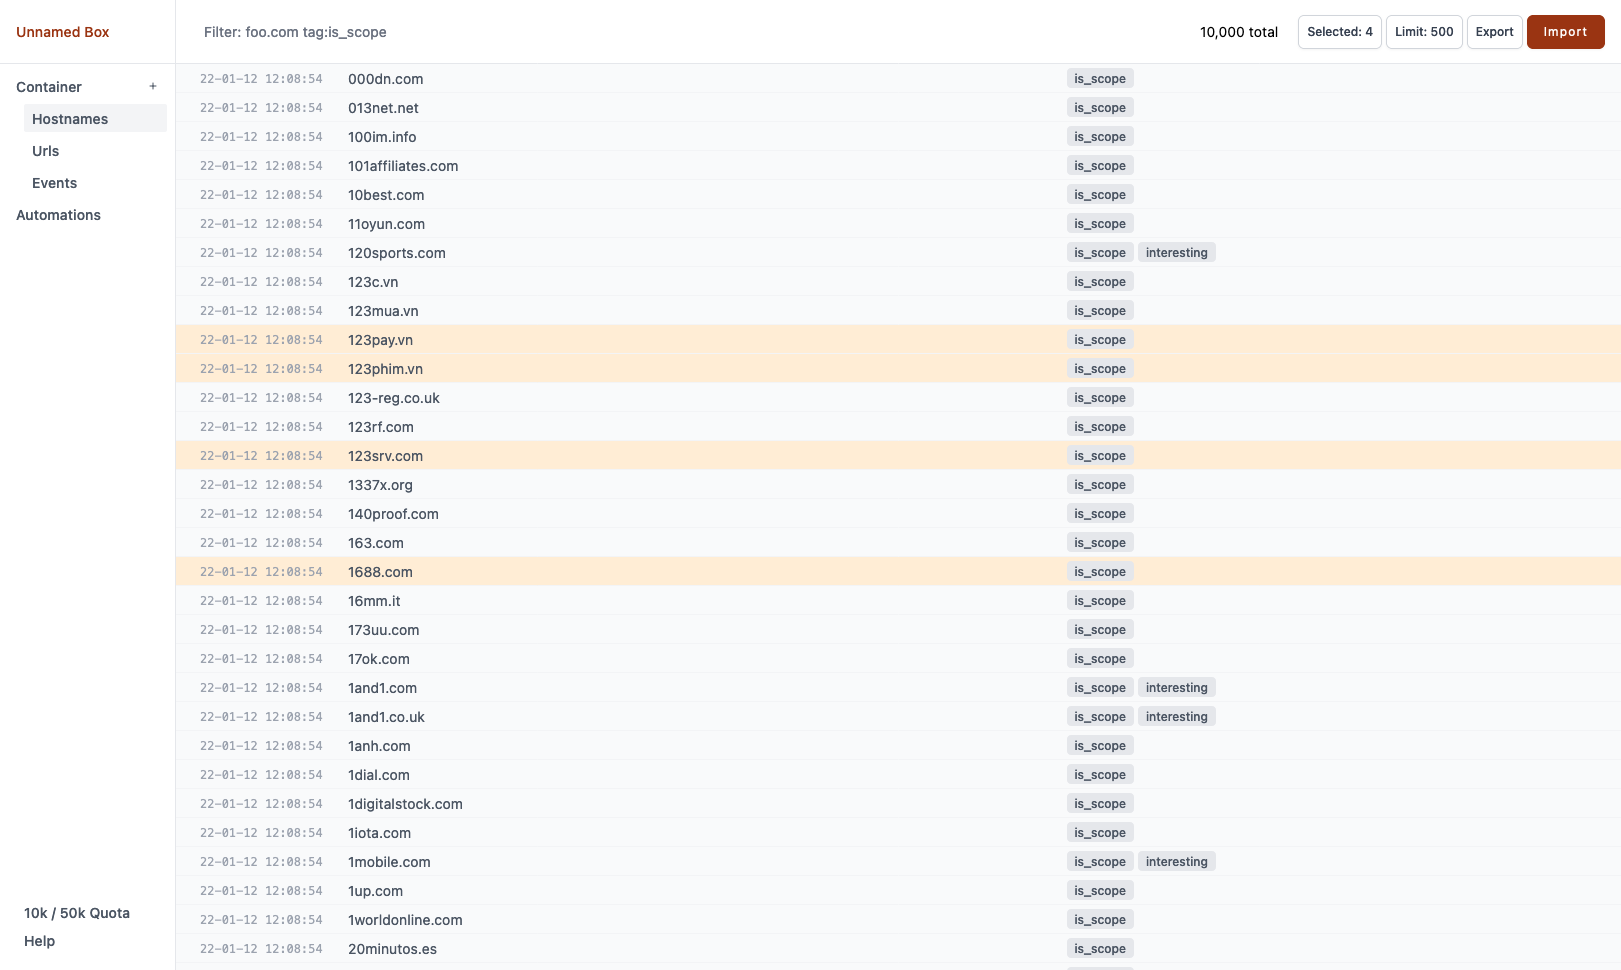 Unnamed Box
Filter: foo.com tag:is_scope
10,000 total
Selected: 4
Limit: 500
Export
Import
Container +
Hostnames
Urls
Events
Automations
10k / 50k Quota
Help
22-01-12 12:08:54 000dn.com is_scope
22-01-12 12:08:54 013net.net is_scope
22-01-12 12:08:54 100im.info is_scope
22-01-12 12:08:54 101affiliates.com is_scope
22-01-12 12:08:54 10best.com is_scope
22-01-12 12:08:54 11oyun.com is_scope
22-01-12 12:08:54 120sports.com is_scope interesting
22-01-12 12:08:54 123c.vn is_scope
22-01-12 12:08:54 123mua.vn is_scope
22-01-12 12:08:54 123pay.vn is_scope
22-01-12 12:08:54 123phim.vn is_scope
22-01-12 12:08:54 123-reg.co.uk is_scope
22-01-12 12:08:54 123rf.com is_scope
22-01-12 12:08:54 123srv.com is_scope
22-01-12 12:08:54 1337x.org is_scope
22-01-12 12:08:54 140proof.com is_scope
22-01-12 12:08:54 163.com is_scope
22-01-12 12:08:54 1688.com is_scope
22-01-12 12:08:54 16mm.it is_scope
22-01-12 12:08:54 173uu.com is_scope
22-01-12 12:08:54 17ok.com is_scope
22-01-12 12:08:54 1and1.com is_scope interesting
22-01-12 12:08:54 1and1.co.uk is_scope interesting
22-01-12 12:08:54 1anh.com is_scope
22-01-12 12:08:54 1dial.com is_scope
22-01-12 12:08:54 1digitalstock.com is_scope
22-01-12 12:08:54 1iota.com is_scope
22-01-12 12:08:54 1mobile.com is_scope interesting
22-01-12 12:08:54 1up.com is_scope
22-01-12 12:08:54 1worldonline.com is_scope
22-01-12 12:08:54 20minutos.es is_scope